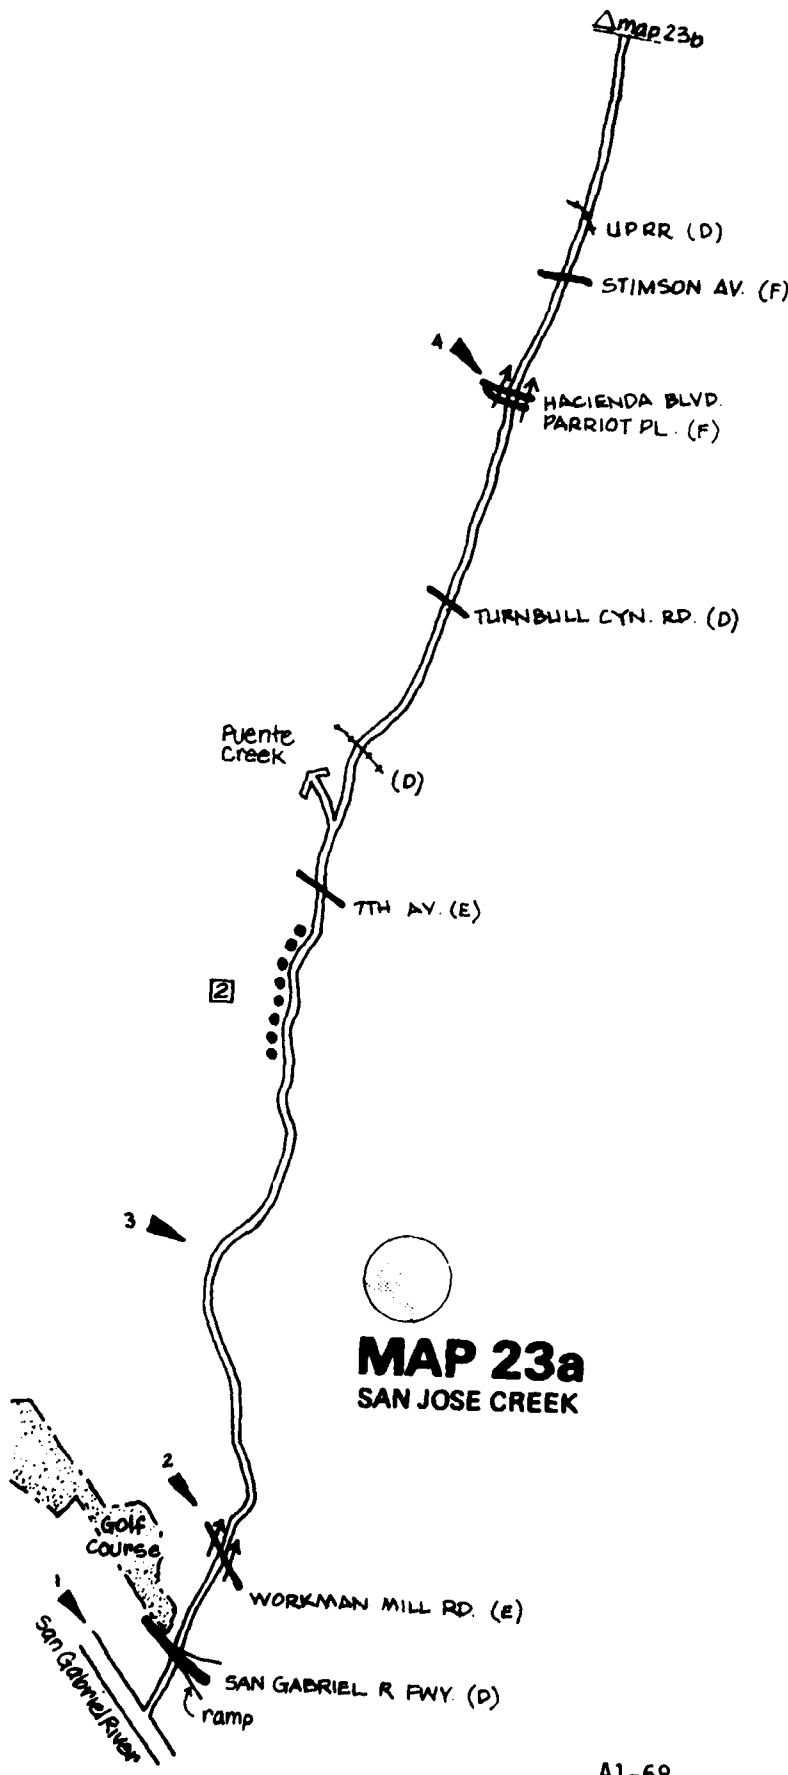 map 23b
UPRR (D)
STIMSON AV. (F)
4
HACIENDA BLVD.
PARRIOT PL. (F)
TURNBULL CYN. RD. (D)
Puente
Creek
(D)
7TH AV. (E)
2
3
MAP 23a
SAN JOSE CREEK
2
Golf
Course
1
WORKMAN MILL RD. (E)
San Gabriel River
SAN GABRIEL R FWY. (D)
ramp
A1-68